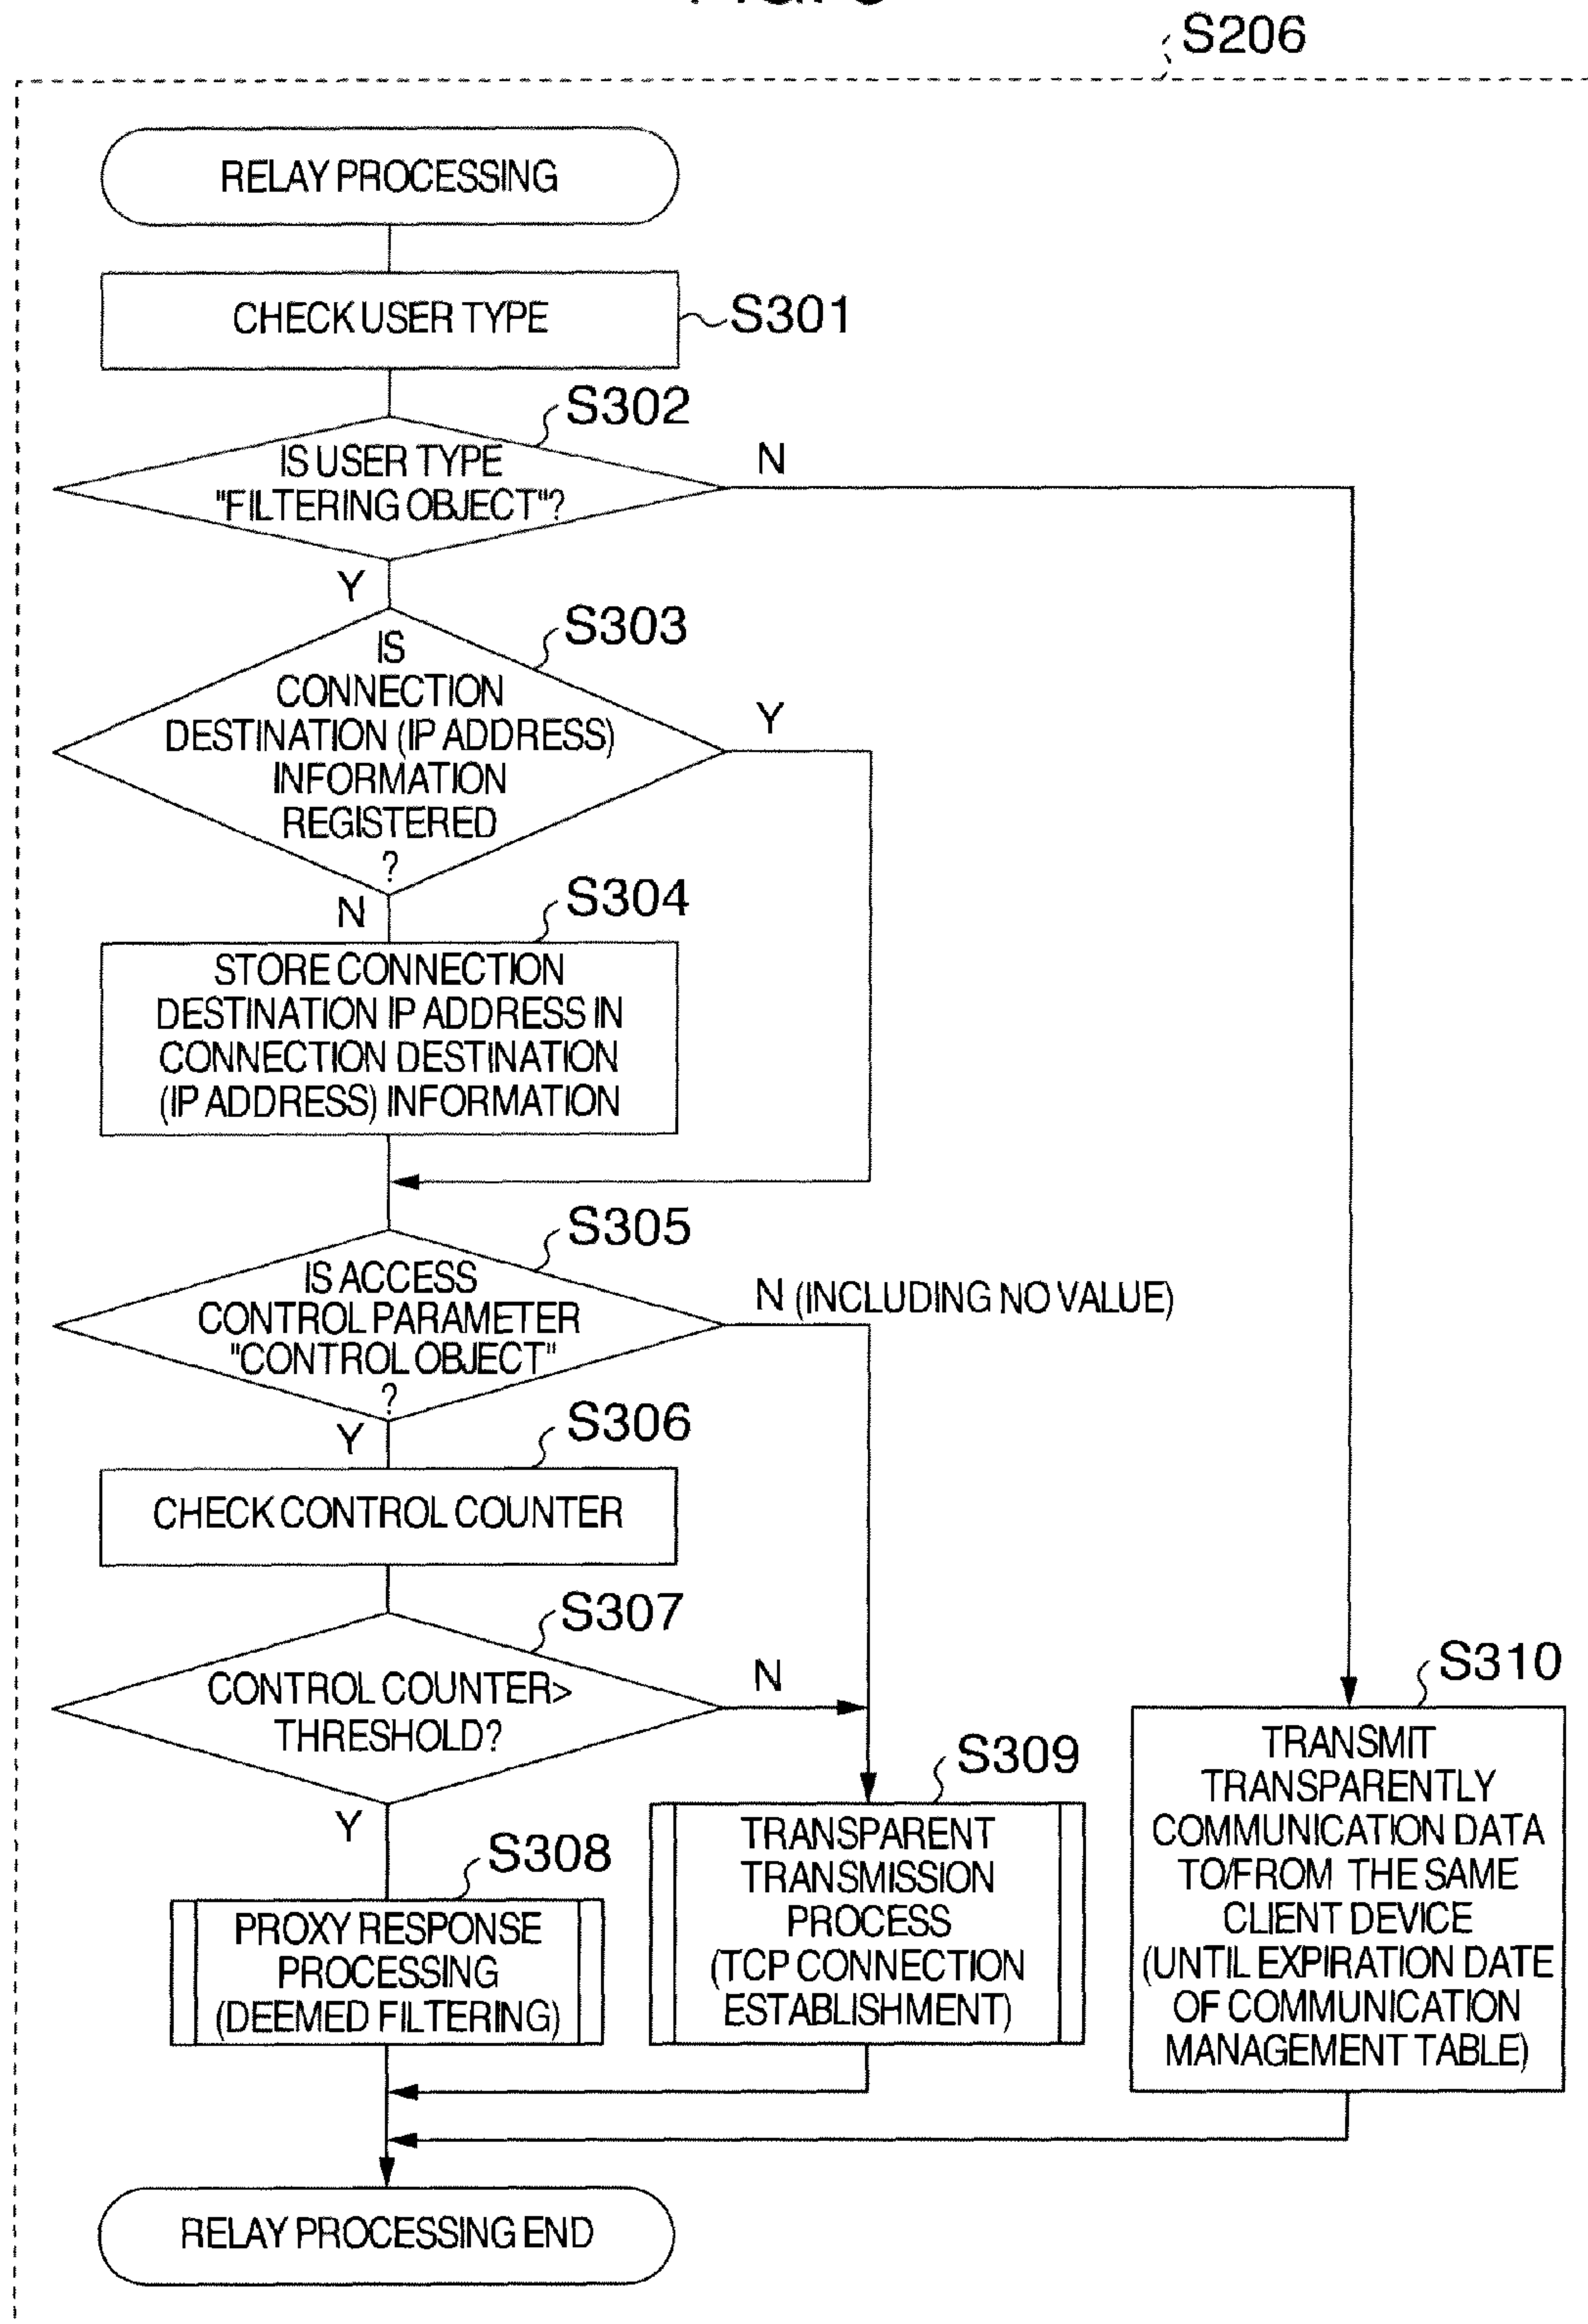 S206
RELAY PROCESSING
CHECK USER TYPE
S301
S302
IS USER TYPE
"FILTERING OBJECT"?
N
Y
S303
IS
CONNECTION
DESTINATION (IP ADDRESS)
INFORMATION
REGISTERED
?
Y
N
S304
STORE CONNECTION
DESTINATION IP ADDRESS IN
CONNECTION DESTINATION
(IP ADDRESS) INFORMATION
S305
IS ACCESS
CONTROL PARAMETER
"CONTROL OBJECT"
?
N (INCLUDING NO VALUE)
Y
S306
CHECK CONTROL COUNTER
S307
CONTROL COUNTER>
THRESHOLD?
N
Y
S308
PROXY RESPONSE
PROCESSING
(DEEMED FILTERING)
S309
TRANSPARENT
TRANSMISSION
PROCESS
(TCP CONNECTION
ESTABLISHMENT)
S310
TRANSMIT
TRANSPARENTLY
COMMUNICATION DATA
TO/FROM THE SAME
CLIENT DEVICE
(UNTIL EXPIRATION DATE
OF COMMUNICATION
MANAGEMENT TABLE)
RELAY PROCESSING END